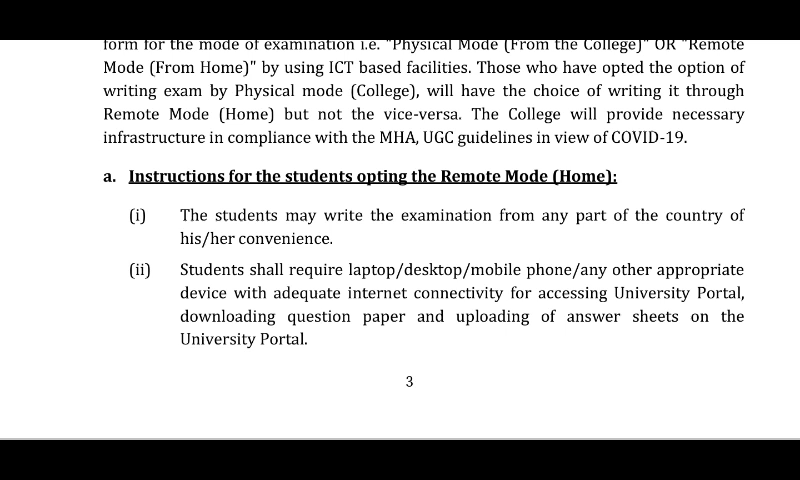 form for the mode of examination i.e. "Physical Mode (From the College)" OR "Remote
Mode (From Home)" by using ICT based facilities. Those who have opted the option of
writing exam by Physical mode (College), will have the choice of writing it through
Remote Mode (Home) but not the vice-versa. The College will provide necessary
infrastructure in compliance with the MHA, UGC guidelines in view of COVID-19.
a. Instructions for the students opting the Remote Mode (Home):
(i) The students may write the examination from any part of the country of
his/her convenience.
(ii) Students shall require laptop/desktop/mobile phone/any other appropriate
device with adequate internet connectivity for accessing University Portal,
downloading question paper and uploading of answer sheets on the
University Portal.
3